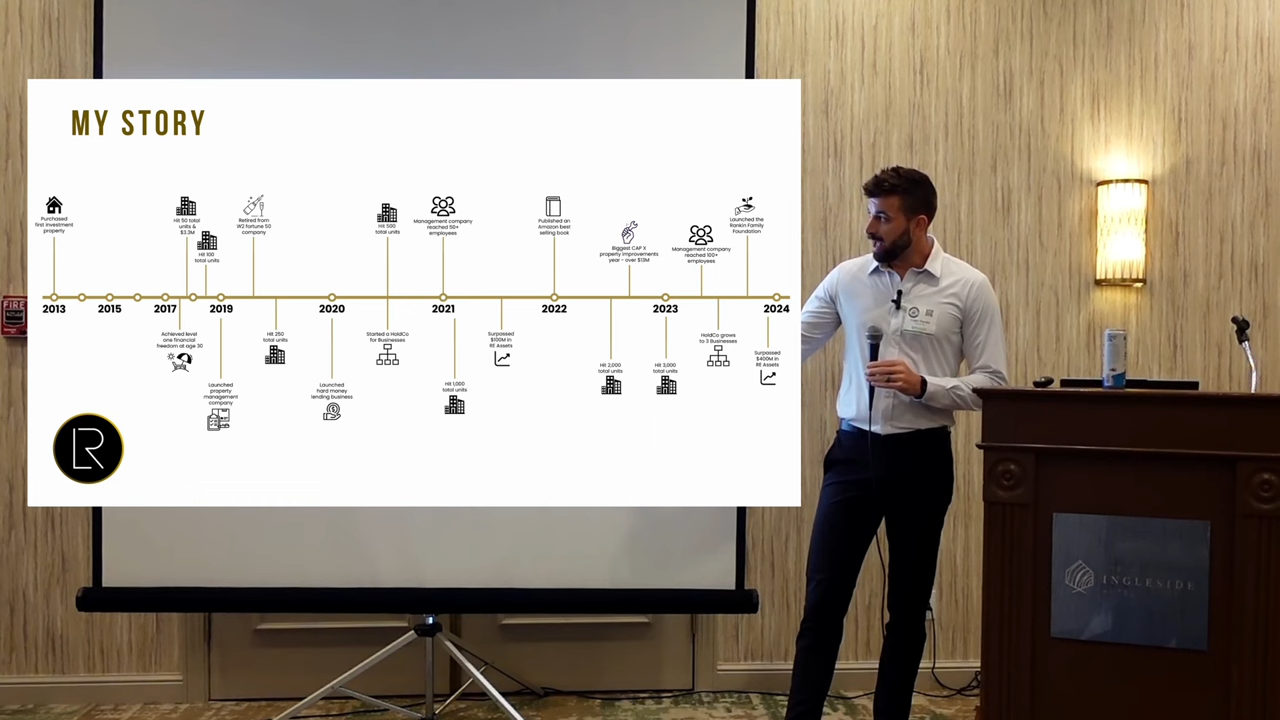 MY STORY
Purchased
first investment
property
Hit 50 total
units &
$3.3M
Hit 100
total units
Retired from
W2 fortune 50
company
Hit 500
total units
Management company
reached 50+
employees
Published an
Amazon best
selling book
Biggest CAP X
property improvements
year - over $13M
Management company
reached 100+
employees
Launched the
Rankin Family
Foundation
2013
2015
2017
2019
2020
2021
2022
2023
2024
Achieved level
one financial
freedom at age 30
Launched
property
management
company
Hit 250
total units
Launched
hard money
lending business
Started a HoldCo
for Businesses
Hit 1,000
total units
Surpassed
$100M in
RE Assets
Hit 2,000
total units
Hit 3,000
total units
HoldCo grows
to 3 Businesses
Surpassed
$400M in
RE Assets
LR
FIRE
INGLESIDE